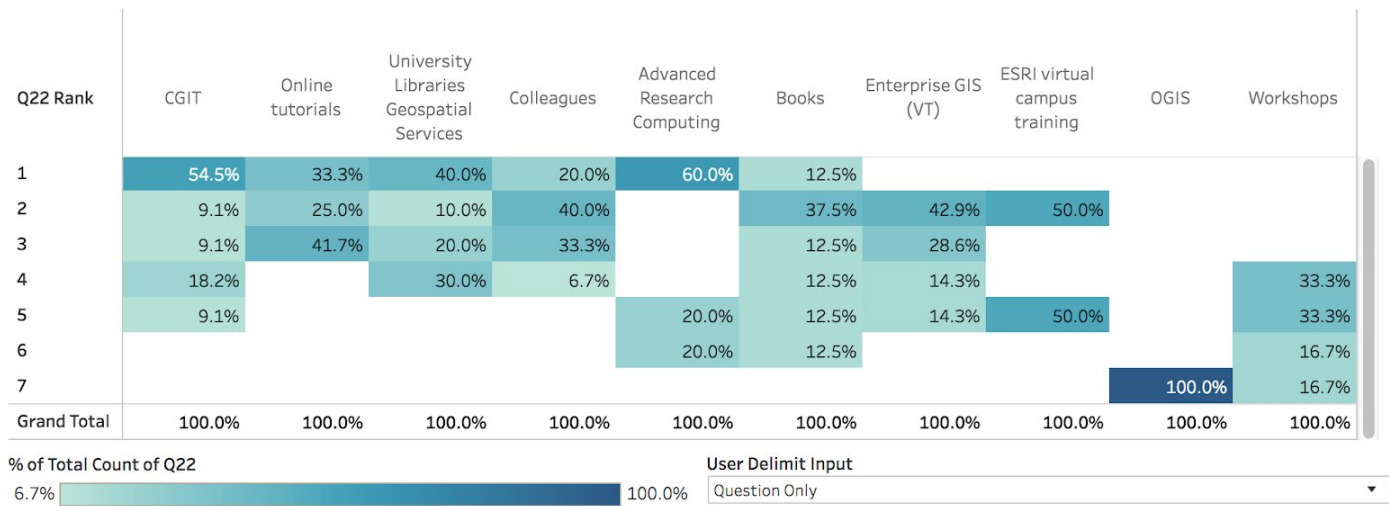 Q22 Rank CGIT Online tutorials University Libraries Geospatial Services Colleagues Advanced Research Computing Books Enterprise GIS (VT) ESRI virtual campus training OGIS Workshops
1 54.5% 33.3% 40.0% 20.0% 60.0% 12.5%
2 9.1% 25.0% 10.0% 40.0% 37.5% 42.9% 50.0%
3 9.1% 41.7% 20.0% 33.3% 12.5% 28.6%
4 18.2% 30.0% 6.7% 12.5% 14.3% 33.3%
5 9.1% 20.0% 12.5% 14.3% 50.0% 33.3%
6 20.0% 12.5% 16.7%
7 100.0% 16.7%
Grand Total 100.0% 100.0% 100.0% 100.0% 100.0% 100.0% 100.0% 100.0% 100.0% 100.0%
% of Total Count of Q22
6.7% 100.0%
User Delimit Input
Question Only